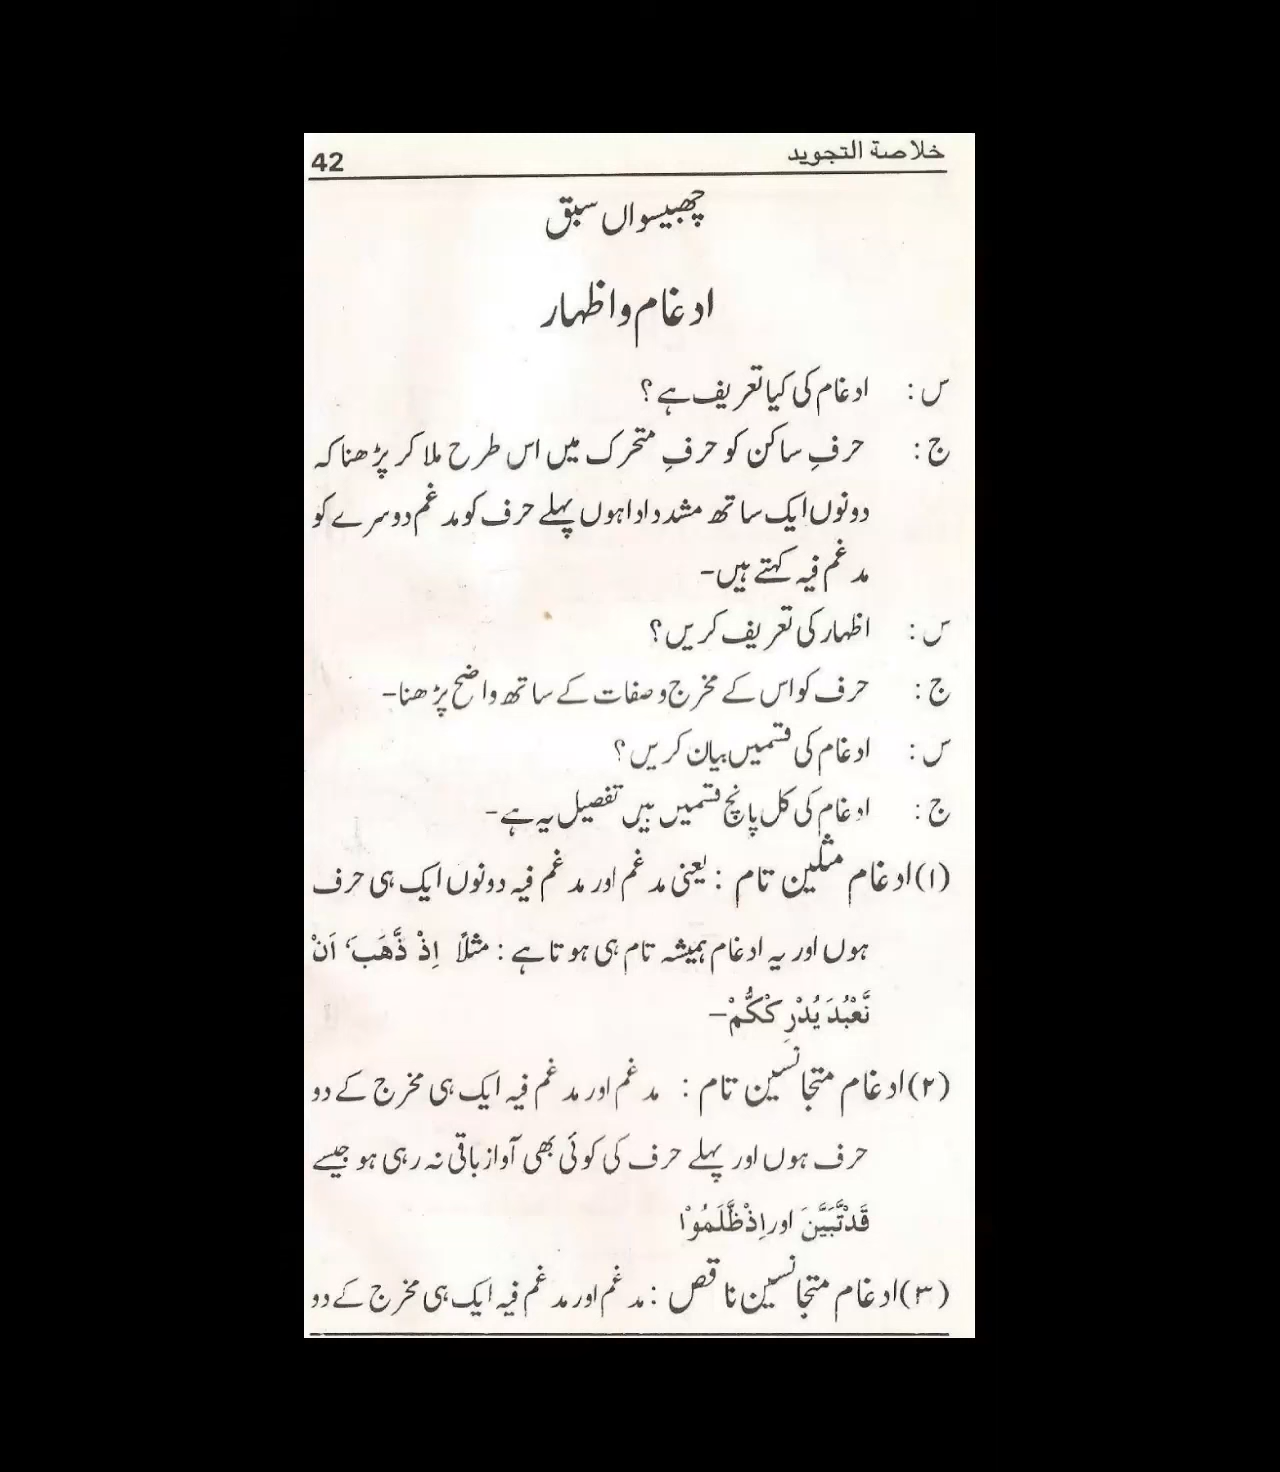 خلاصة التجويد
42
چھبیسواں سبق
ادغام و اظہار
س : ادغام کی کیا تعریف ہے ؟
ج : حرفِ ساکن کو حرفِ متحرک میں اس طرح ملا کر پڑھنا کہ
دونوں ایک ساتھ مشدد ادا ہوں پہلے حرف کو مدغم دوسرے کو
مدغم فیہ کہتے ہیں-
س : اظہار کی تعریف کریں؟
ج : حرف کو اس کے مخرج و صفات کے ساتھ واضح پڑھنا-
س : ادغام کی قسمیں بیان کریں ؟
ج : ادغام کی کل پانچ قسمیں ہیں تفصیل یہ ہے-
(۱) ادغام مثلین تام : یعنی مدغم اور مدغم فیہ دونوں ایک ہی حرف
ہوں اور یہ ادغام ہمیشہ تام ہی ہوتا ہے : مثلاً اِذْ ذَّهَبَ، اَنْ
نَّعْبُدَ يُدْرِكْكُّمْ-
(۲) ادغام متجانسین تام : مدغم اور مدغم فیہ ایک ہی مخرج کے دو
حرف ہوں اور پہلے حرف کی کوئی بھی آواز باقی نہ رہی ہو جیسے
قَدْتَّبَيَّنَ اور اِذْظَّلَمُوْا
(۳) ادغام متجانسین ناقص : مدغم اور مدغم فیہ ایک ہی مخرج کے دو